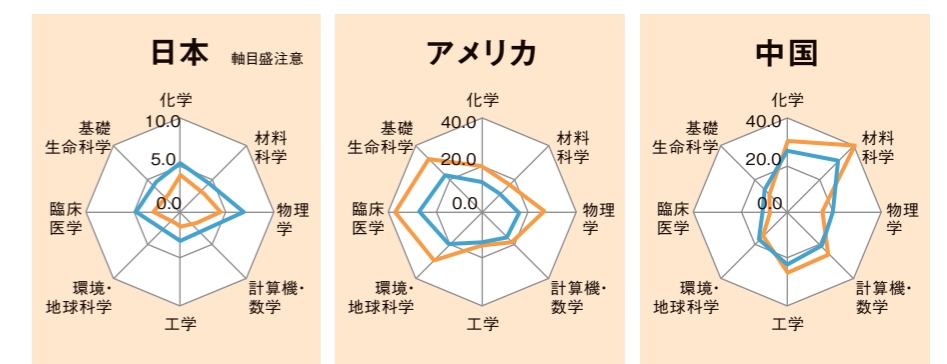 日本 軸目盛注意
化学
10.0
基礎
生命科学
材料
科学
5.0
0.0
臨床
医学
物理
学
環境・
地球科学
計算機・
数学
工学
アメリカ
化学
40.0
基礎
生命科学
材料
科学
20.0
0.0
臨床
医学
物理
学
環境・
地球科学
計算機・
数学
工学
中国
化学
40.0
基礎
生命科学
材料
科学
20.0
0.0
臨床
医学
物理
学
環境・
地球科学
計算機・
数学
工学